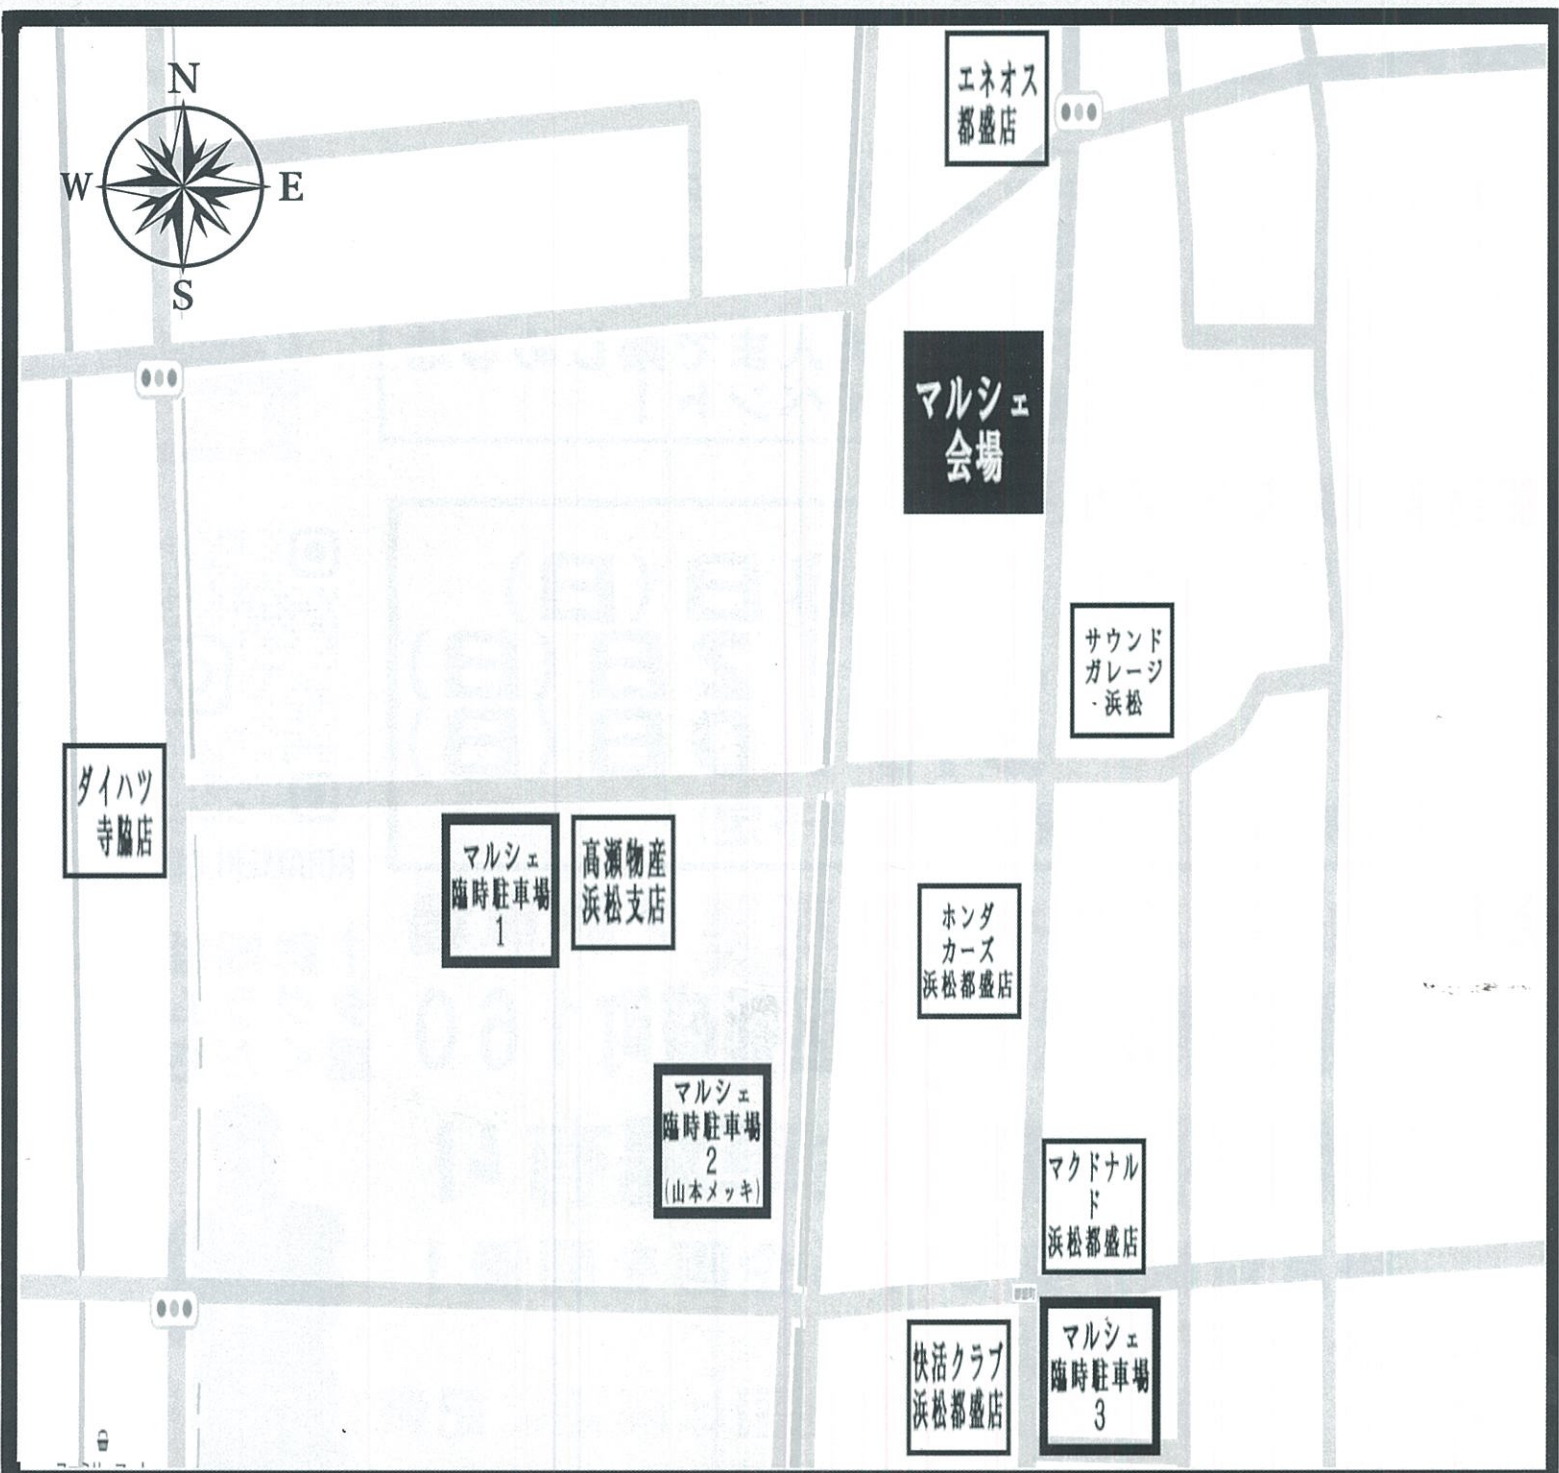 N
W
E
S
エネオス
都盛店
マルシェ
会場
サウンド
ガレージ
浜松
ダイハツ
寺脇店
マルシェ
臨時駐車場
1
高瀬物産
浜松支店
ホンダ
カーズ
浜松都盛店
マルシェ
臨時駐車場
2
(山本メッキ)
マクドナル
ド
浜松都盛店
快活クラブ
浜松都盛店
マルシェ
臨時駐車場
3